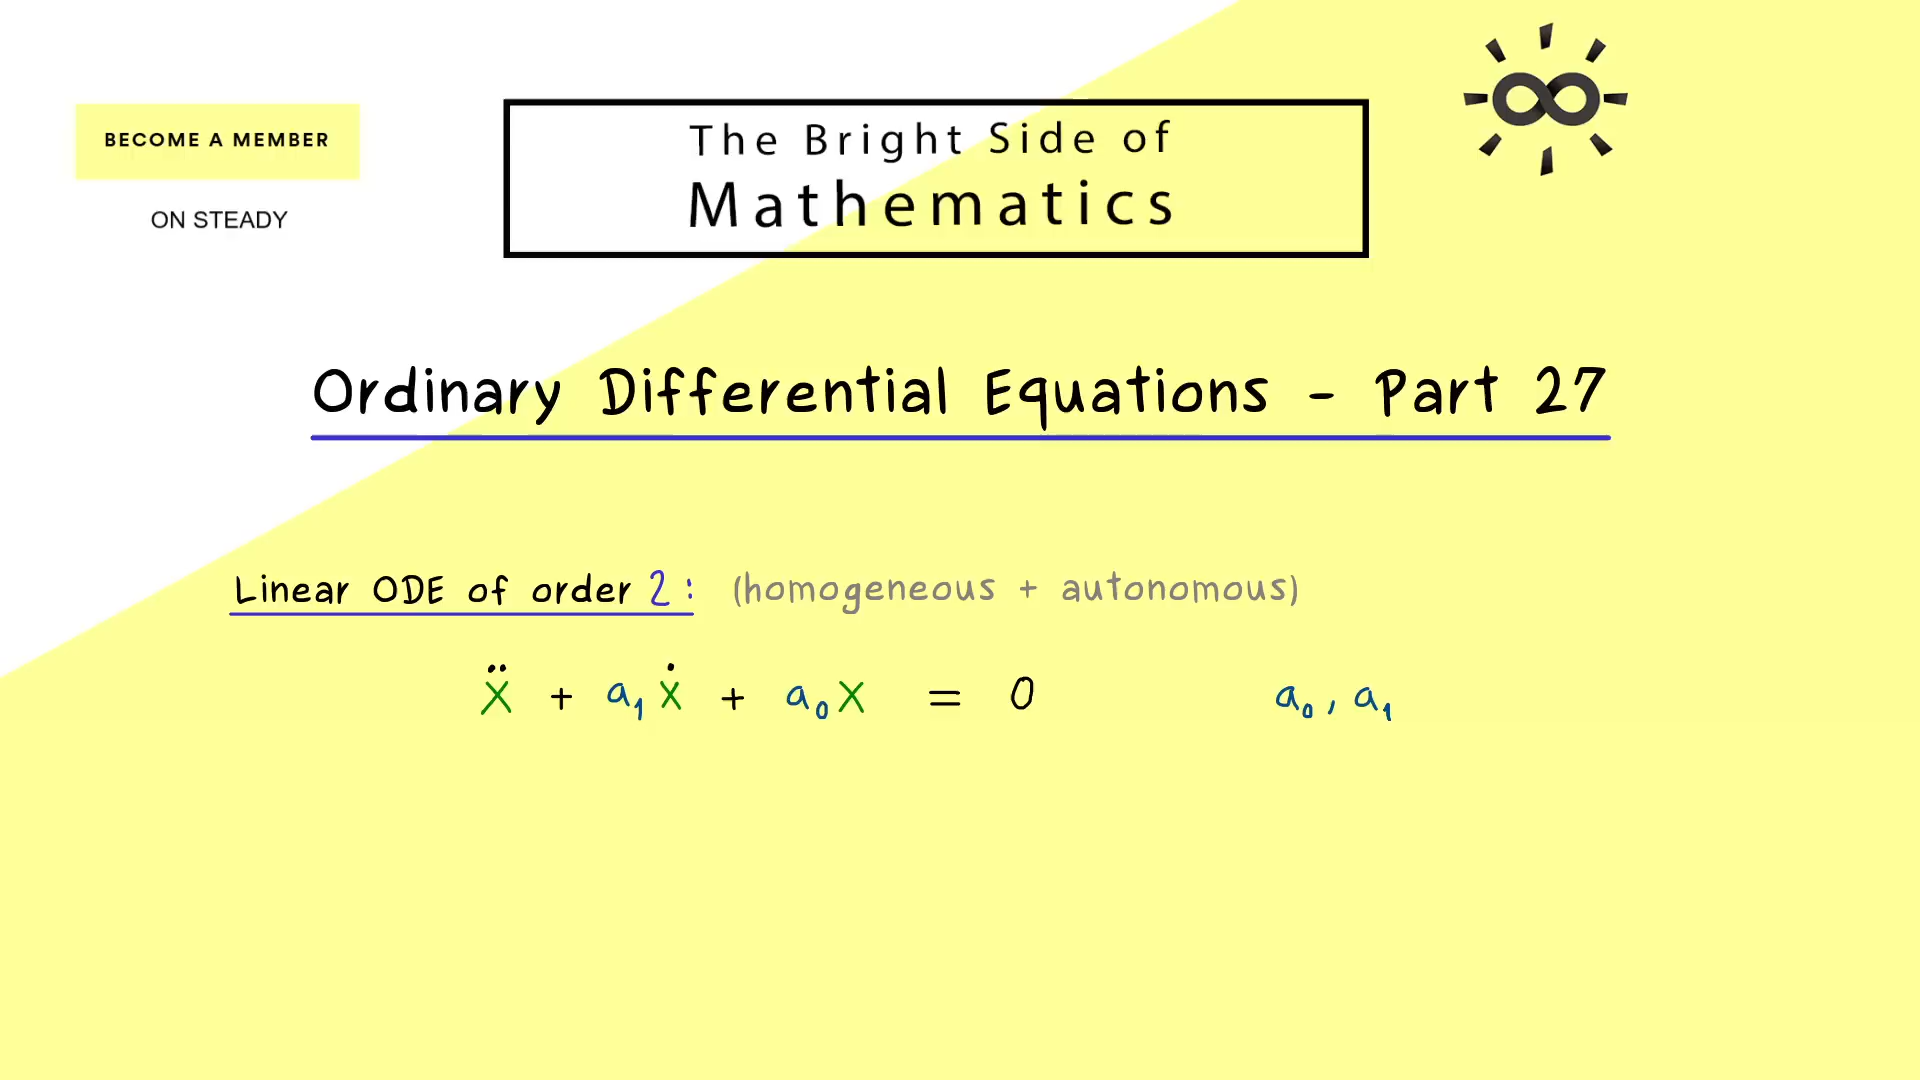 BECOME A MEMBER
ON STEADY
The Bright Side of
Mathematics
Ordinary Differential Equations - Part 27
Linear ODE of order 2: (homogeneous + autonomous)
ẍ + a₁ẋ + a₀x = 0 a₀, a₁